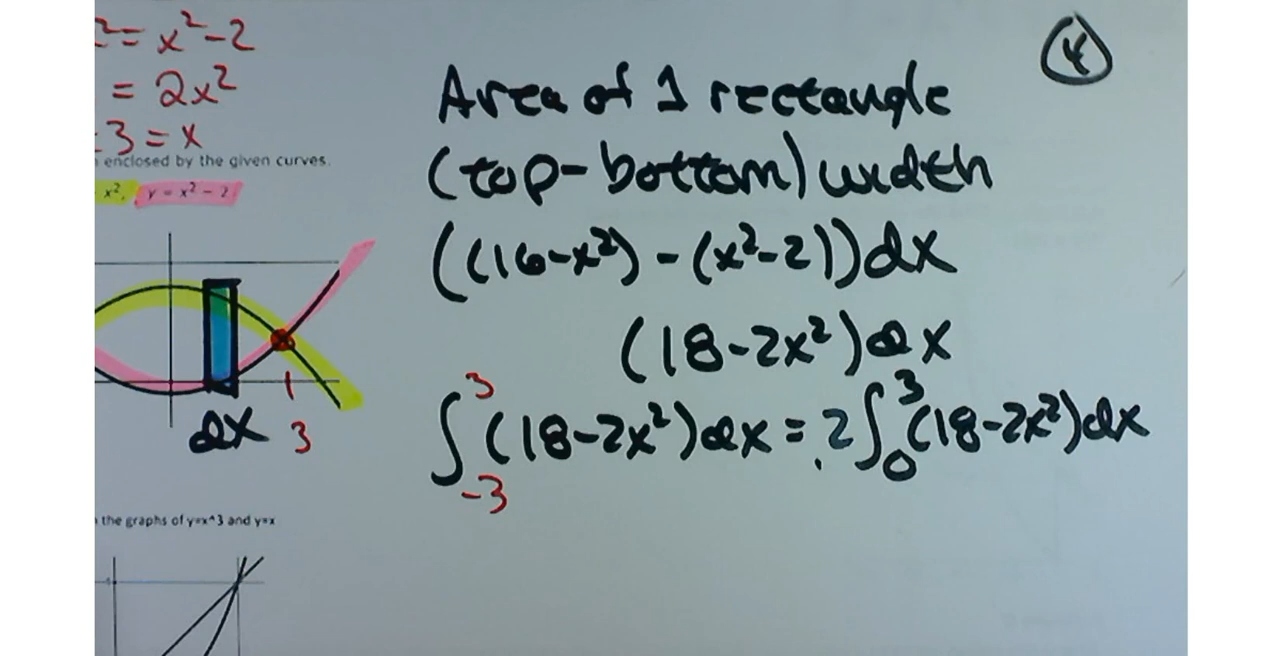 ²= x²-2
= 2x²
3 = x
enclosed by the given curves.
x², y = x² - 2
1
dx 3
the graphs of y=x^3 and y=x
Area of 1 rectangle
(top-bottom) width
((16-x²) - (x²-2))dx
(18-2x²)dx
∫₋₃³ (18-2x²)dx = 2∫₀³(18-2x²)dx